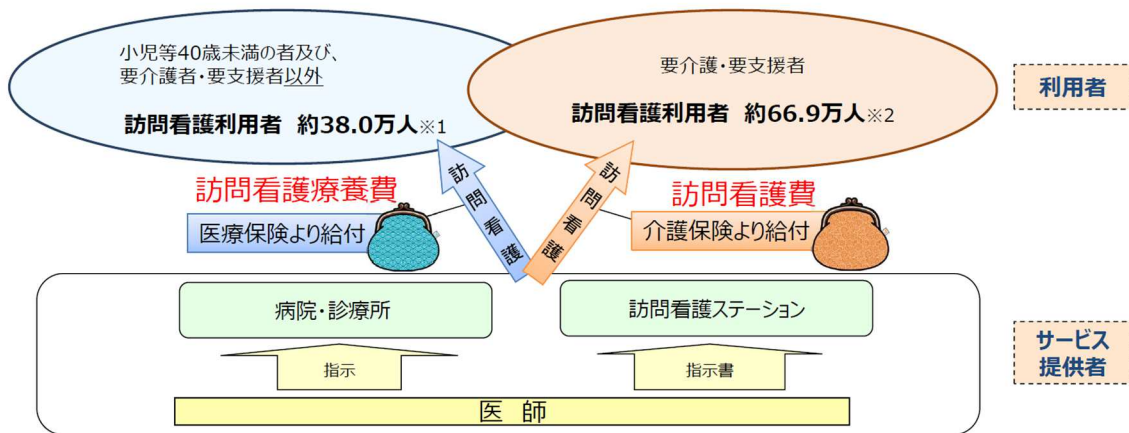 小児等40歳未満の者及び、
要介護者・要支援者以外
訪問看護利用者 約38.0万人※1
要介護・要支援者
訪問看護利用者 約66.9万人※2
利用者
訪問看護療養費
医療保険より給付
訪問看護
訪問看護
訪問看護費
介護保険より給付
病院・診療所
訪問看護ステーション
指示
指示書
医 師
サービス
提供者